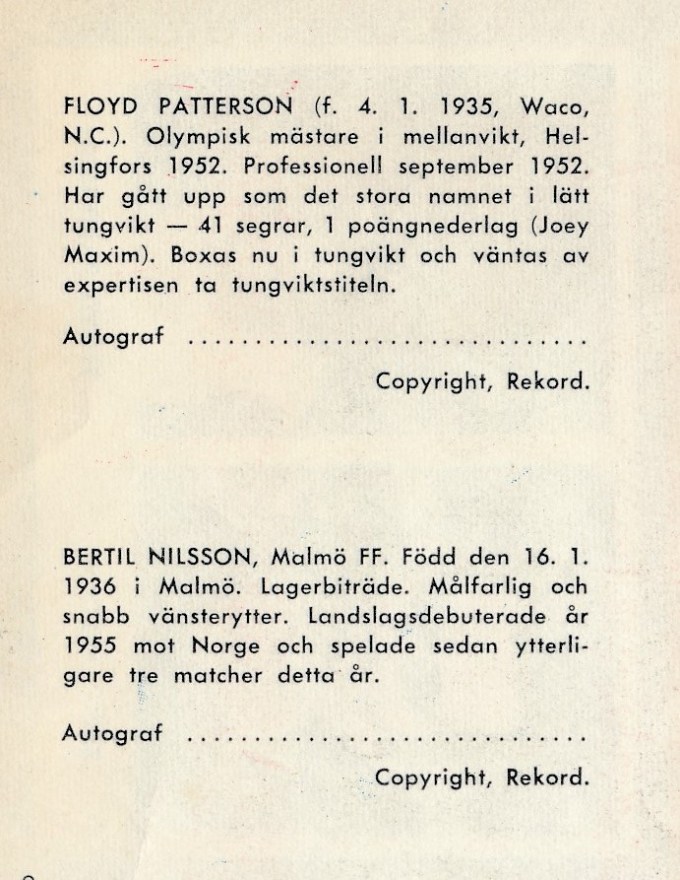 FLOYD PATTERSON (f. 4. 1. 1935, Waco,
N.C.). Olympisk mästare i mellanvikt, Hel-
singfors 1952. Professionell september 1952.
Har gått upp som det stora namnet i lätt
tungvikt — 41 segrar, 1 poängnederlag (Joey
Maxim). Boxas nu i tungvikt och väntas av
expertisen ta tungviktstiteln.
Autograf ..............................
Copyright, Rekord.
BERTIL NILSSON, Malmö FF. Född den 16. 1.
1936 i Malmö. Lagerbiträde. Målfarlig och
snabb vänsterytter. Landslagsdebuterade år
1955 mot Norge och spelade sedan ytterli-
gare tre matcher detta år.
Autograf ..............................
Copyright, Rekord.